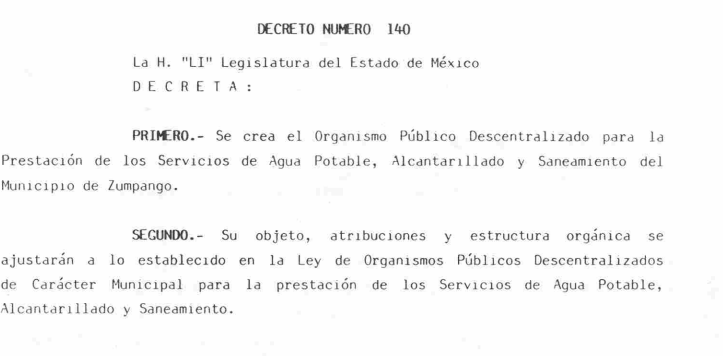 DECRETO NUMERO 140
La H. "LI" Legislatura del Estado de México
D E C R E T A :
PRIMERO.- Se crea el Organismo Público Descentralizado para la
Prestación de los Servicios de Agua Potable, Alcantarillado y Saneamiento del
Municipio de Zumpango.
SEGUNDO.- Su objeto, atribuciones y estructura orgánica se
ajustarán a lo establecido en la Ley de Organismos Públicos Descentralizados
de Carácter Municipal para la prestación de los Servicios de Agua Potable,
Alcantarillado y Saneamiento.